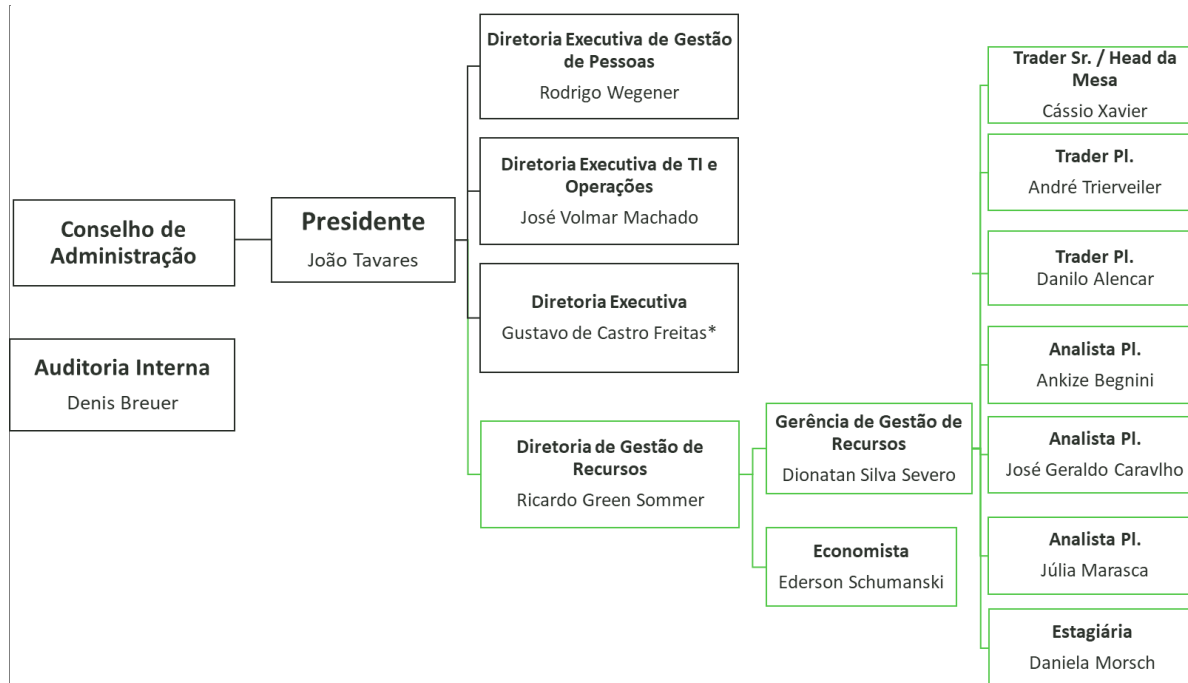 Conselho de
Administração
Auditoria Interna
Denis Breuer
Presidente
João Tavares
Diretoria Executiva de Gestão
de Pessoas
Rodrigo Wegener
Diretoria Executiva de TI e
Operações
José Volmar Machado
Diretoria Executiva
Gustavo de Castro Freitas*
Diretoria de Gestão de
Recursos
Ricardo Green Sommer
Gerência de Gestão de
Recursos
Dionatan Silva Severo
Economista
Ederson Schumanski
Trader Sr. / Head da
Mesa
Cássio Xavier
Trader Pl.
André Trierveiler
Trader Pl.
Danilo Alencar
Analista Pl.
Ankize Begnini
Analista Pl.
José Geraldo Caravlho
Analista Pl.
Júlia Marasca
Estagiária
Daniela Morsch